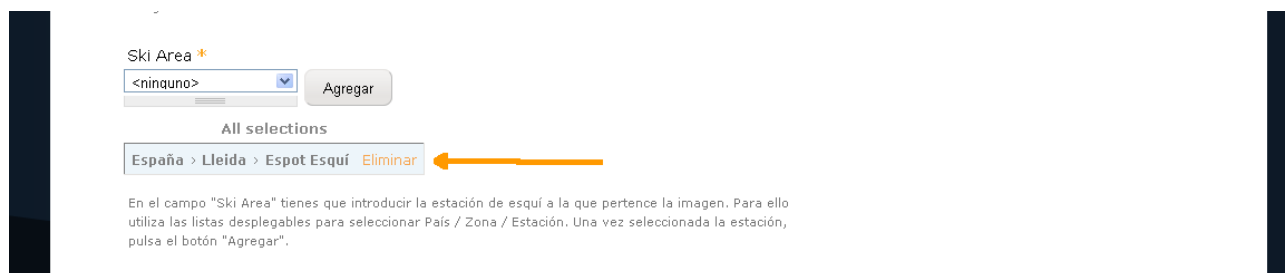 Ski Area *
<ninguno>
Agregar
All selections
España > Lleida > Espot Esquí Eliminar
En el campo "Ski Area" tienes que introducir la estación de esquí a la que pertence la imagen. Para ello
utiliza las listas desplegables para seleccionar País / Zona / Estación. Una vez seleccionada la estación,
pulsa el botón "Agregar".